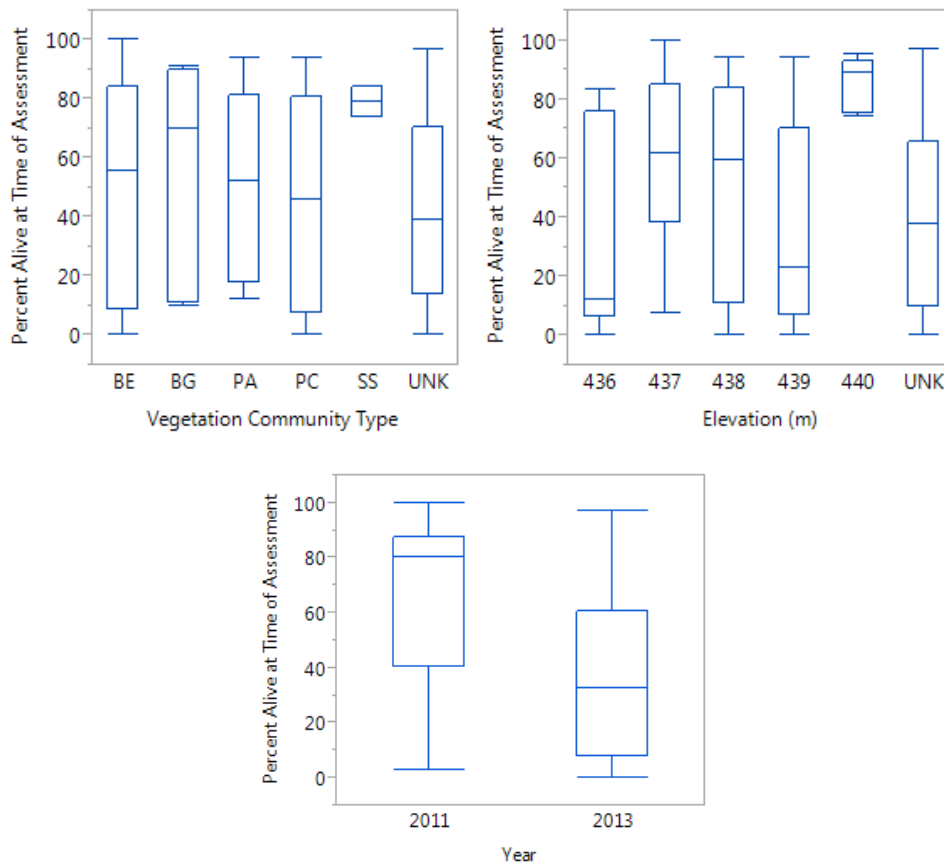 Percent Alive at Time of Assessment
100
80
60
40
20
0
BE BG PA PC SS UNK
Vegetation Community Type
Percent Alive at Time of Assessment
100
80
60
40
20
0
436 437 438 439 440 UNK
Elevation (m)
Percent Alive at Time of Assessment
100
80
60
40
20
0
2011 2013
Year